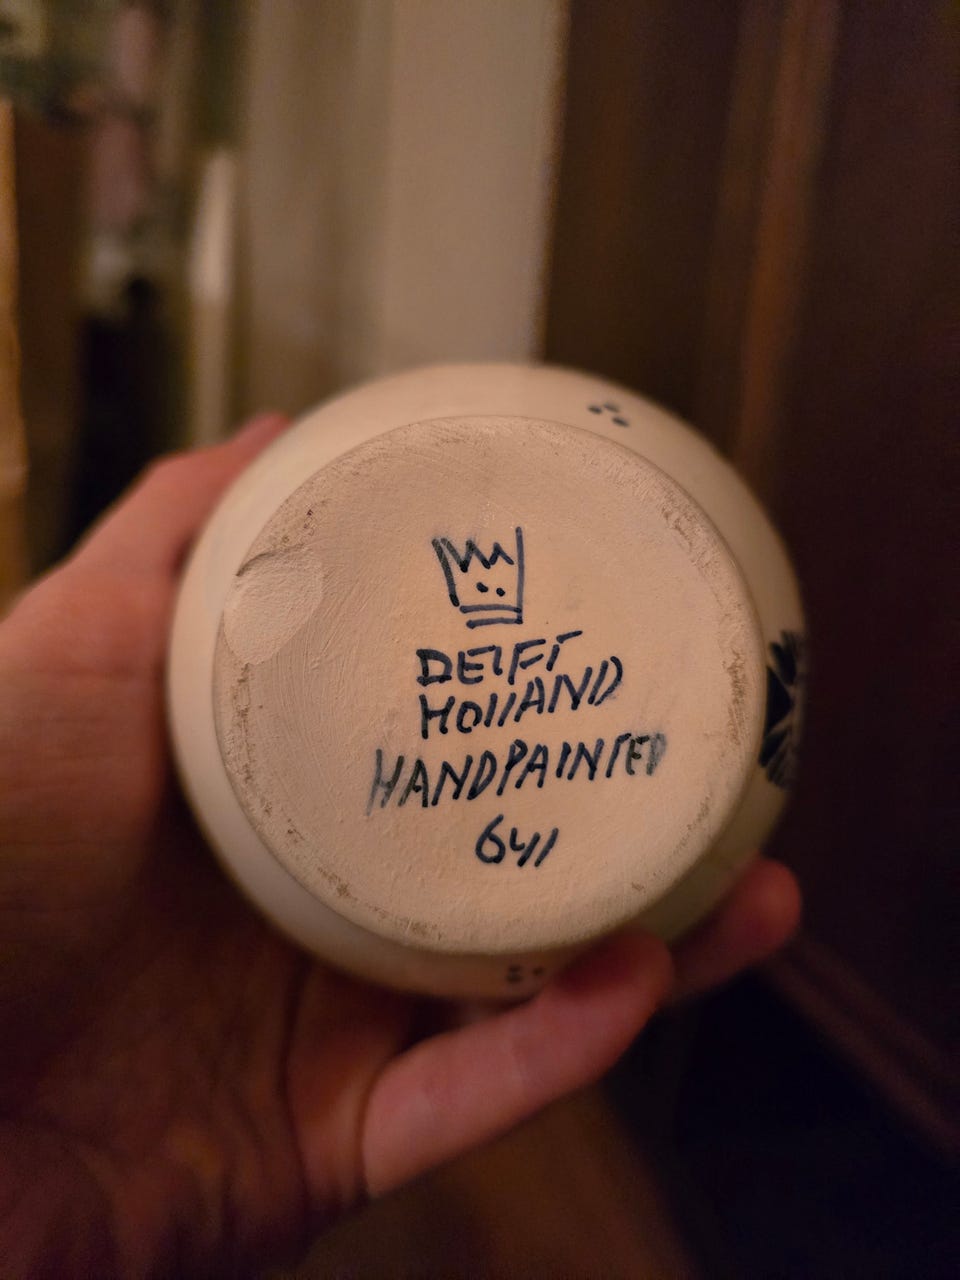 DELFT
HOLLAND
HANDPAINTED
641